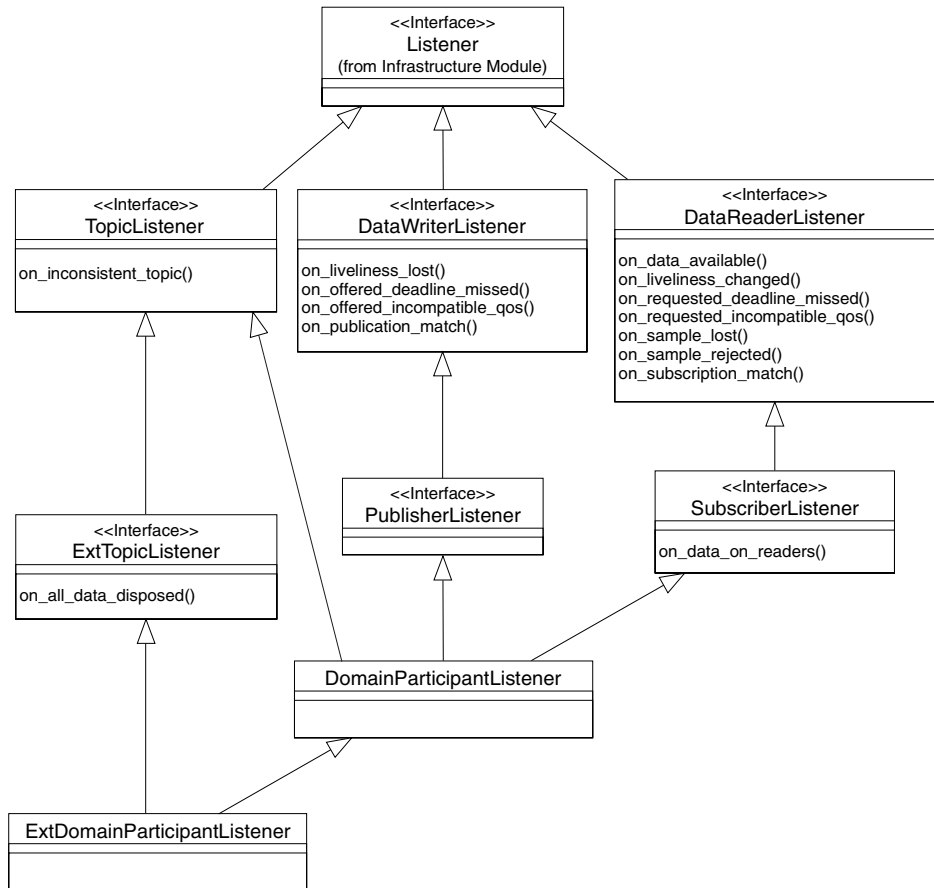 <<Interface>>
Listener
(from Infrastructure Module)
<<Interface>>
TopicListener
on_inconsistent_topic()
<<Interface>>
DataWriterListener
on_liveliness_lost()
on_offered_deadline_missed()
on_offered_incompatible_qos()
on_publication_match()
<<Interface>>
DataReaderListener
on_data_available()
on_liveliness_changed()
on_requested_deadline_missed()
on_requested_incompatible_qos()
on_sample_lost()
on_sample_rejected()
on_subscription_match()
<<Interface>>
ExtTopicListener
on_all_data_disposed()
<<Interface>>
PublisherListener
<<Interface>>
SubscriberListener
on_data_on_readers()
DomainParticipantListener
ExtDomainParticipantListener